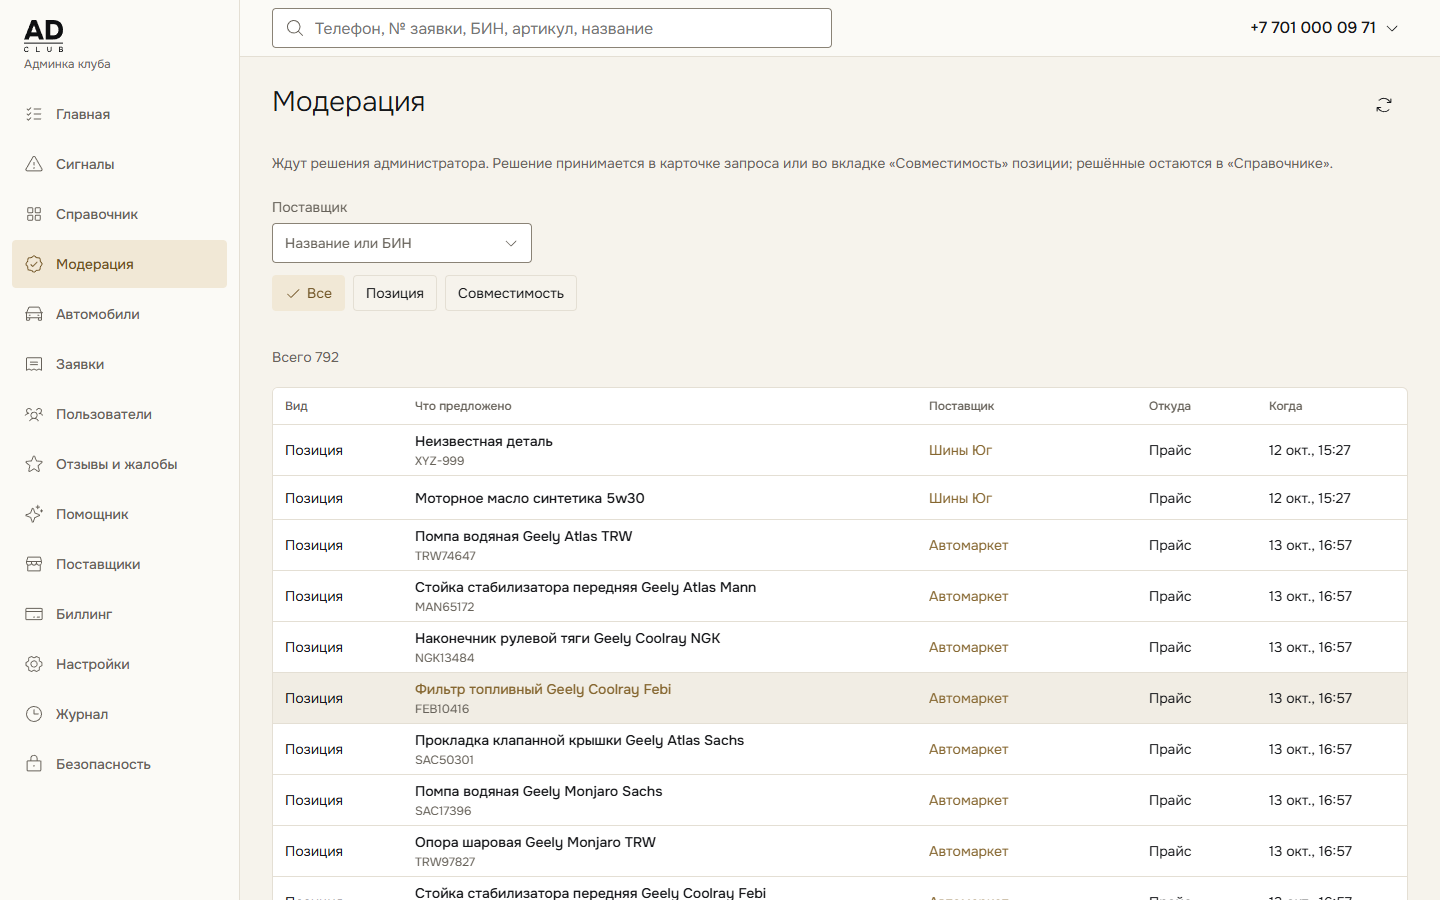 AD
CLUB
Админка клуба
Телефон, № заявки, БИН, артикул, название
+7 701 000 09 71
Главная
Сигналы
Справочник
Модерация
Автомобили
Заявки
Пользователи
Отзывы и жалобы
Помощник
Поставщики
Биллинг
Настройки
Журнал
Безопасность
Модерация
Ждут решения администратора. Решение принимается в карточке запроса или во вкладке «Совместимость» позиции; решённые остаются в «Справочнике».
Поставщик
Название или БИН
Все Позиция Совместимость
Всего 792
Вид Что предложено Поставщик Откуда Когда
Позиция Неизвестная деталь Шины Юг Прайс 12 окт., 15:27
XYZ-999
Позиция Моторное масло синтетика 5w30 Шины Юг Прайс 12 окт., 15:27
Позиция Помпа водяная Geely Atlas TRW Автомаркет Прайс 13 окт., 16:57
TRW74647
Позиция Стойка стабилизатора передняя Geely Atlas Mann Автомаркет Прайс 13 окт., 16:57
MAN65172
Позиция Наконечник рулевой тяги Geely Coolray NGK Автомаркет Прайс 13 окт., 16:57
NGK13484
Позиция Фильтр топливный Geely Coolray Febi Автомаркет Прайс 13 окт., 16:57
FEB10416
Позиция Прокладка клапанной крышки Geely Atlas Sachs Автомаркет Прайс 13 окт., 16:57
SAC50301
Позиция Помпа водяная Geely Monjaro Sachs Автомаркет Прайс 13 окт., 16:57
SAC17396
Позиция Опора шаровая Geely Monjaro TRW Автомаркет Прайс 13 окт., 16:57
TRW97827
Стойка стабилизатора передняя Geely Coolray Febi